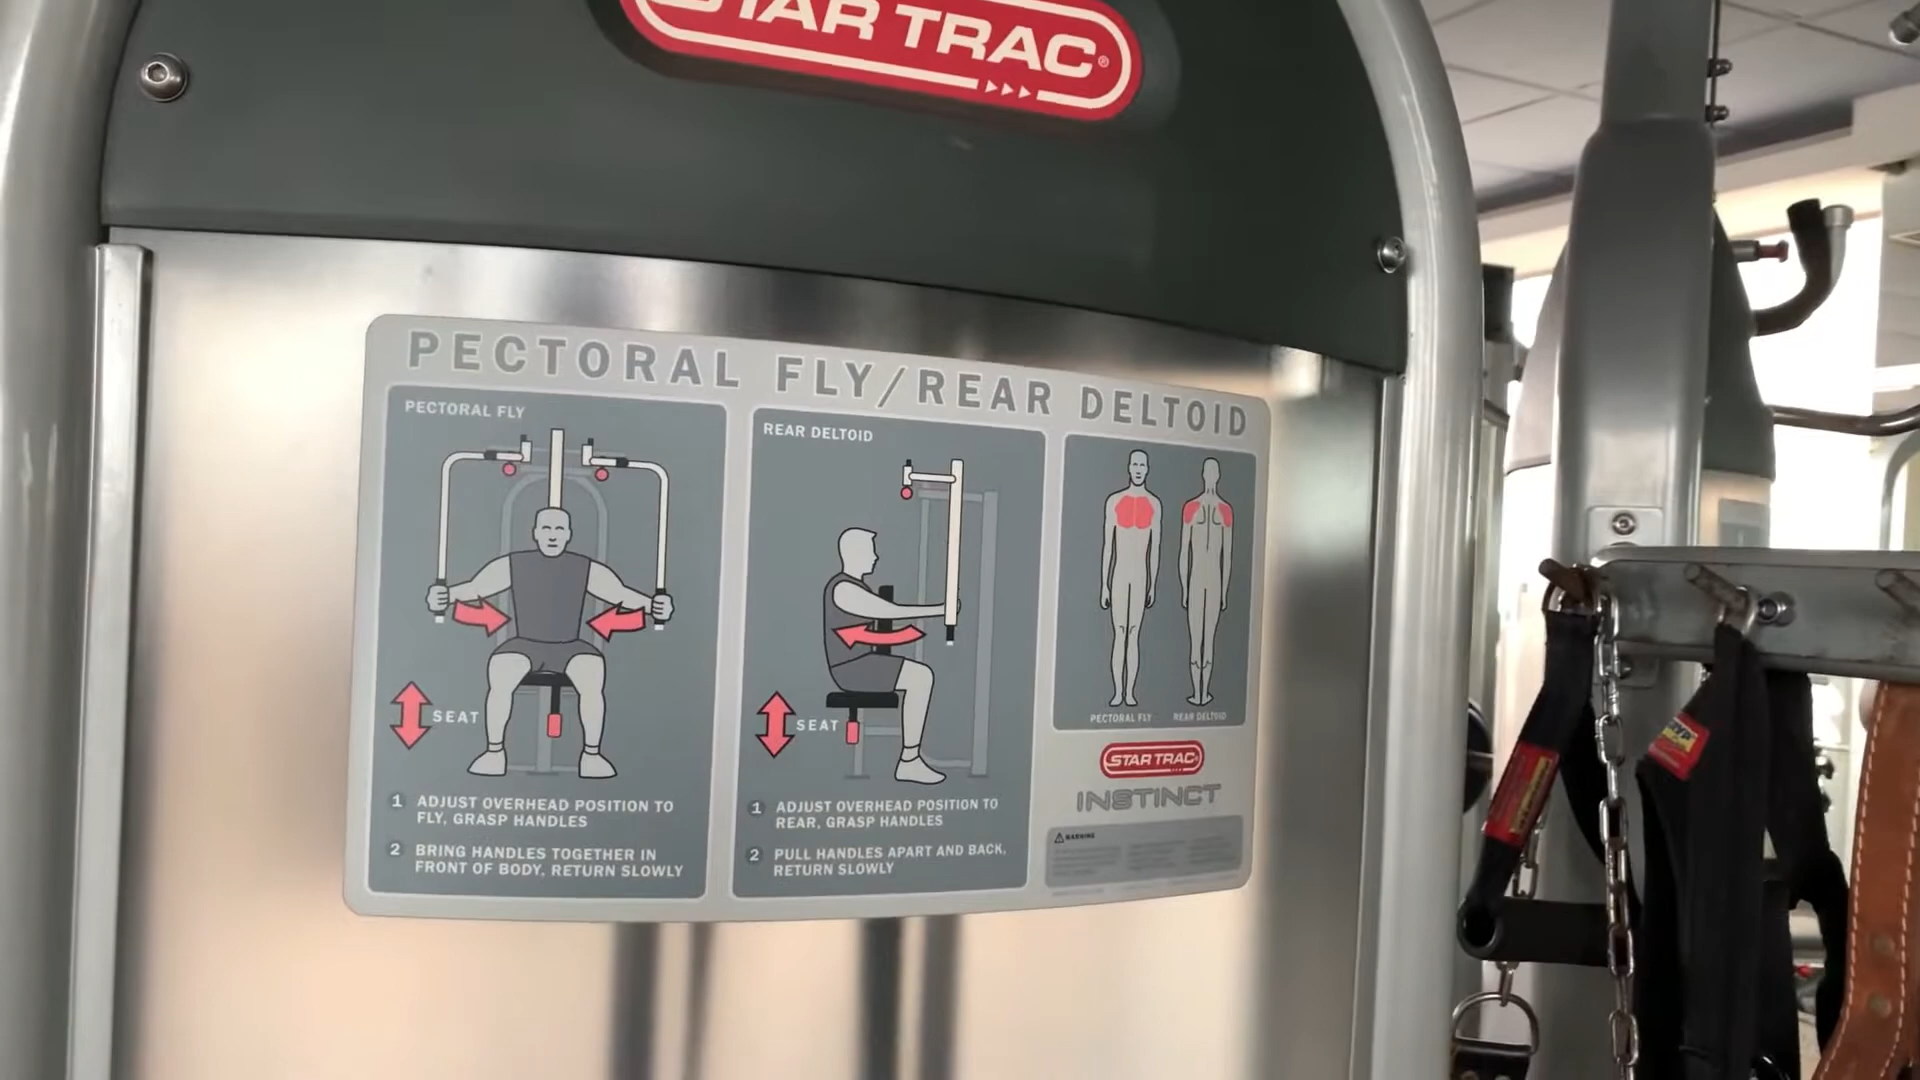 STAR TRAC®
PECTORAL FLY/REAR DELTOID
PECTORAL FLY
SEAT
1 ADJUST OVERHEAD POSITION TO
FLY, GRASP HANDLES
2 BRING HANDLES TOGETHER IN
FRONT OF BODY, RETURN SLOWLY
REAR DELTOID
SEAT
1 ADJUST OVERHEAD POSITION TO
REAR, GRASP HANDLES
2 PULL HANDLES APART AND BACK,
RETURN SLOWLY
PECTORAL FLY
REAR DELTOID
STAR TRAC
INSTINCT
WARNING